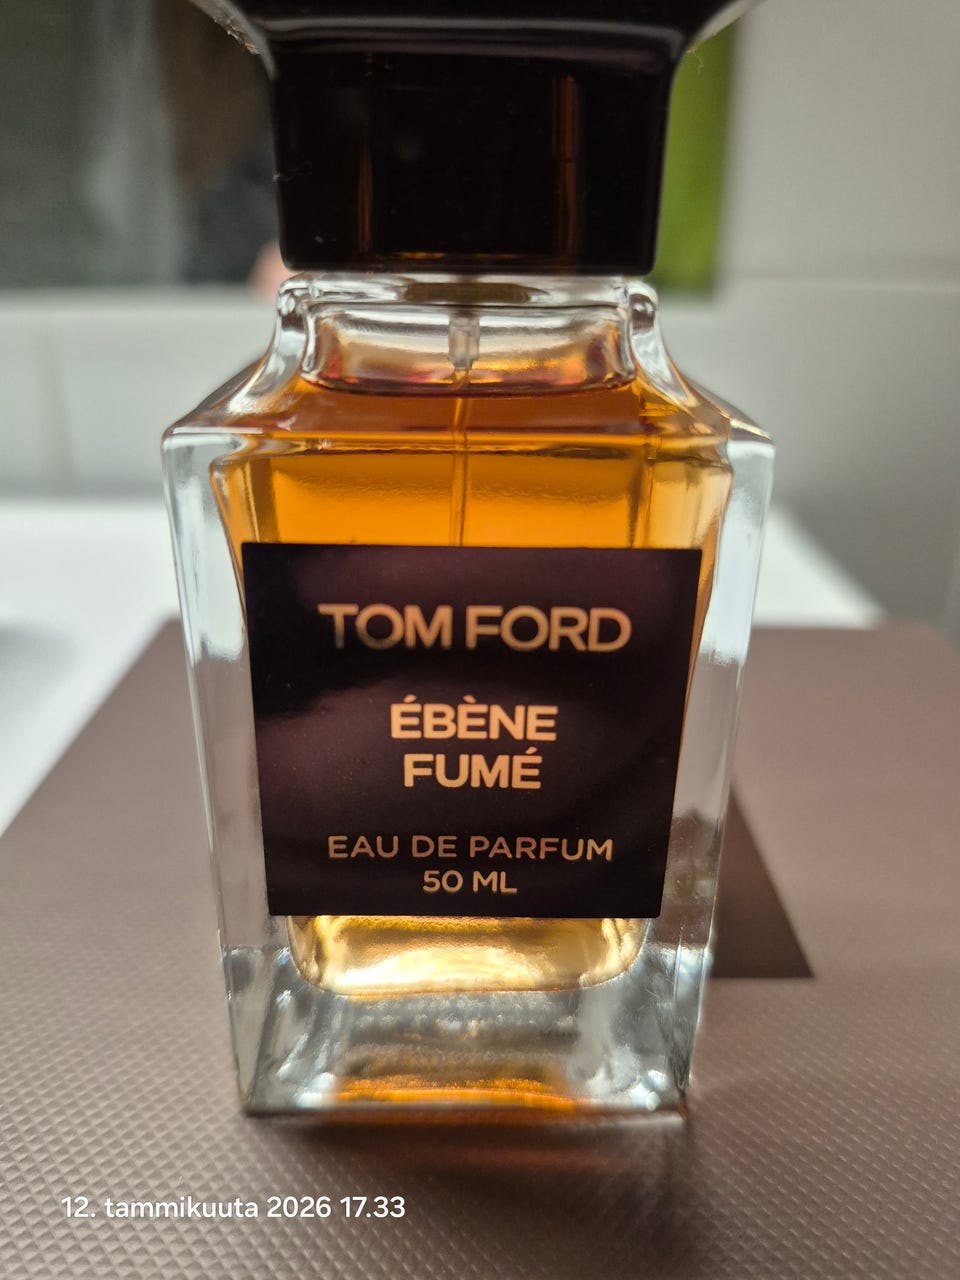 TOM FORD
ÉBÈNE
FUMÉ
EAU DE PARFUM
50 ML
12. tammikuuta 2026 17.33